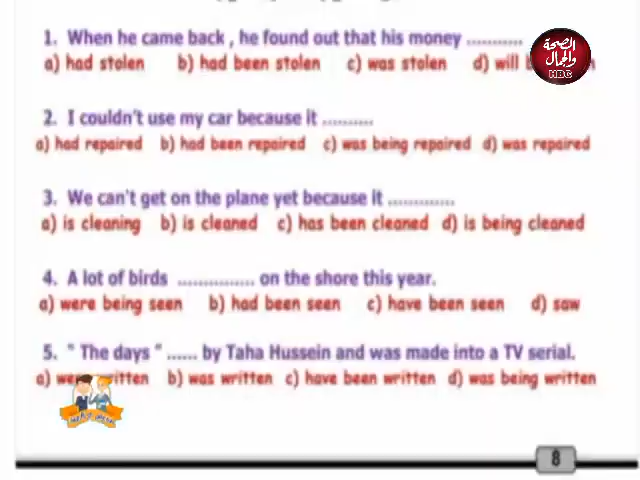 1. When he came back , he found out that his money ...........
a) had stolen b) had been stolen c) was stolen d) will
الصحة
والجمال
HBC
2. I couldn't use my car because it ..........
a) had repaired b) had been repaired c) was being repaired d) was repaired
3. We can't get on the plane yet because it .............
a) is cleaning b) is cleaned c) has been cleaned d) is being cleaned
4. A lot of birds ............... on the shore this year.
a) were being seen b) had been seen c) have been seen d) saw
5. " The days " ...... by Taha Hussein and was made into a TV serial.
a) written b) was written c) have been written d) was being written
8